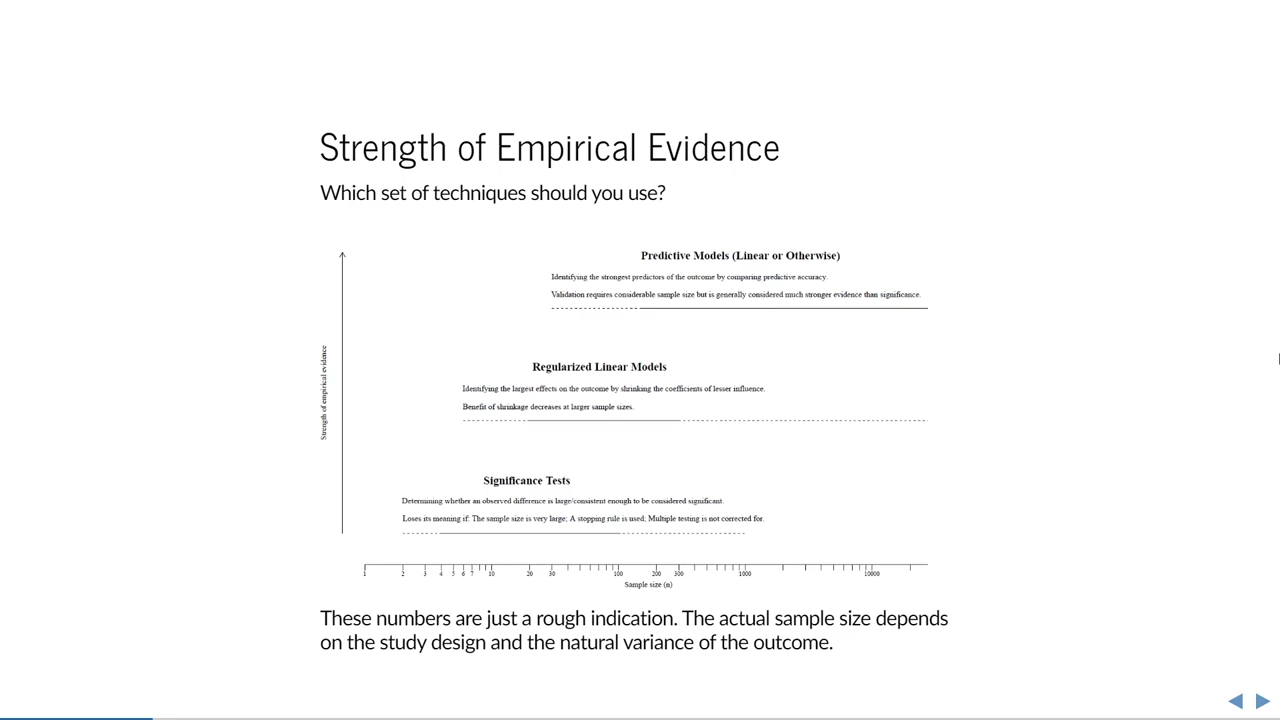 Strength of Empirical Evidence
Which set of techniques should you use?
Strength of empirical evidence
Predictive Models (Linear or Otherwise)
Identifying the strongest predictors of the outcome by comparing predictive accuracy.
Validation requires considerable sample size but is generally considered much stronger evidence than significance.
Regularized Linear Models
Identifying the largest effects on the outcome by shrinking the coefficients of lesser influence.
Benefit of shrinkage decreases at larger sample sizes.
Significance Tests
Determining whether an observed difference is large/consistent enough to be considered significant.
Loses its meaning if: The sample size is very large; A stopping rule is used; Multiple testing is not corrected for.
1 2 3 4 5 6 7 10 20 30 100 200 300 1000 10000
Sample size (n)
These numbers are just a rough indication. The actual sample size depends
on the study design and the natural variance of the outcome.